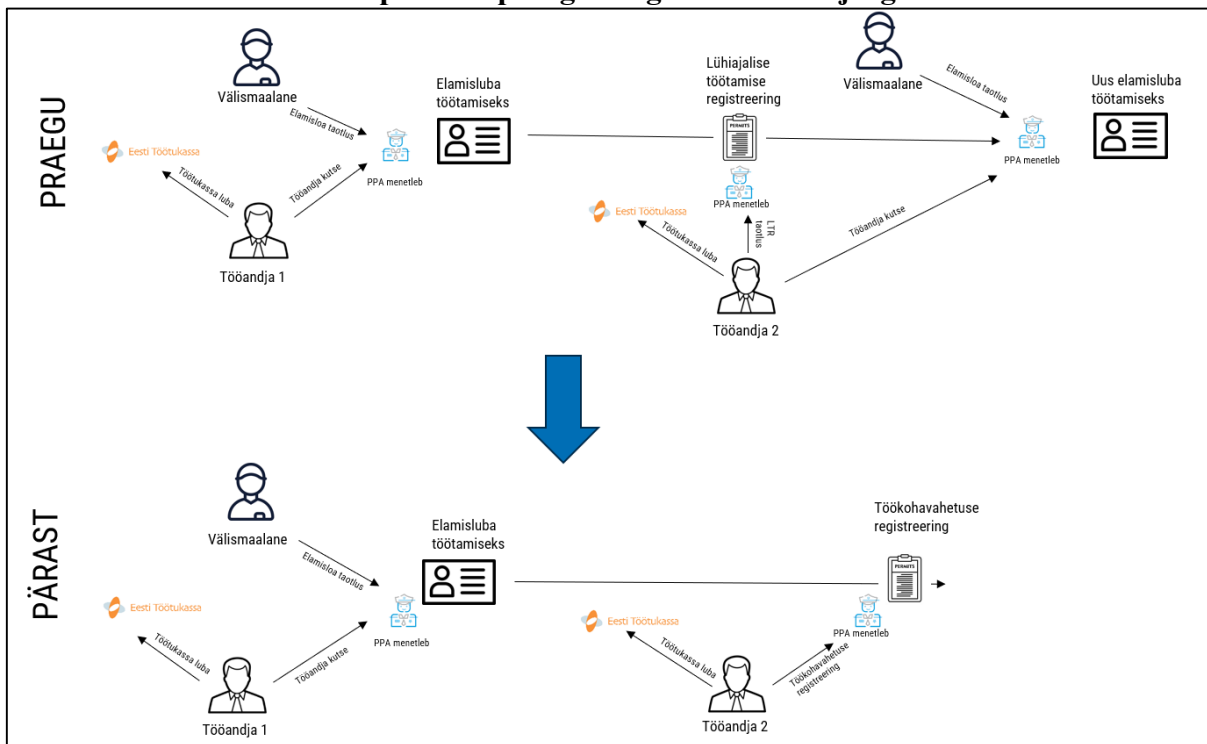 PRAEGU
Välismaalane
Elamisloa taotlus
Eesti Töötukassa
Töötukassa luba
Tööandja kutse
PPA menetleb
Tööandja 1
Elamisluba
töötamiseks
Lühiajalise
töötamise
registreering
PERMITS
PPA menetleb
Eesti Töötukassa
Töötukassa luba
LTR
taotlus
Tööandja kutse
Tööandja 2
Välismaalane
Elamisloa taotlus
PPA menetleb
Uus elamisluba
töötamiseks
PÄRAST
Välismaalane
Elamisloa taotlus
Eesti Töötukassa
Töötukassa luba
Tööandja kutse
PPA menetleb
Tööandja 1
Elamisluba
töötamiseks
Töökohavahetuse
registreering
PERMITS
PPA menetleb
Eesti Töötukassa
Töötukassa luba
Töökohavahetuse
registreering
Tööandja 2